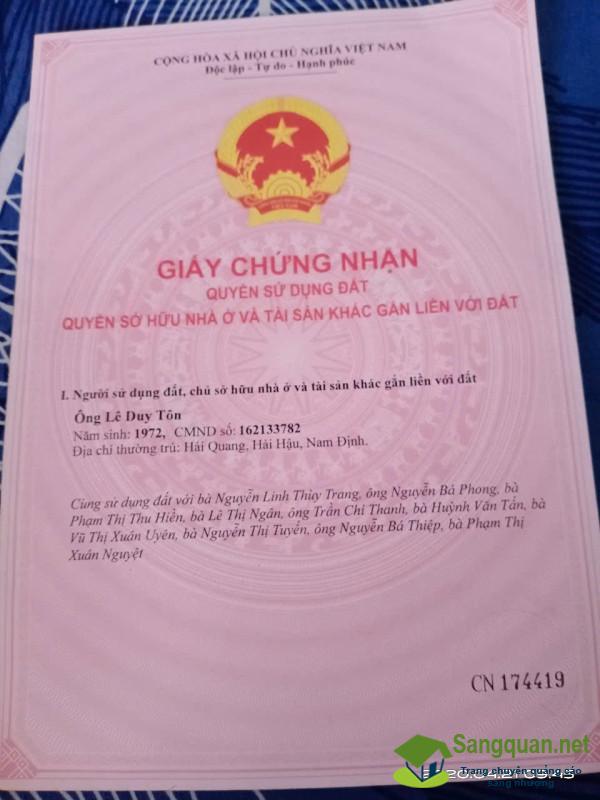 CỘNG HÒA XÃ HỘI CHỦ NGHĨA VIỆT NAM
Độc lập - Tự do - Hạnh phúc
GIẤY CHỨNG NHẬN
QUYỀN SỬ DỤNG ĐẤT
QUYỀN SỞ HỮU NHÀ Ở VÀ TÀI SẢN KHÁC GẮN LIỀN VỚI ĐẤT
I. Người sử dụng đất, chủ sở hữu nhà ở và tài sản khác gắn liền với đất
Ông Lê Duy Tôn
Năm sinh: 1972, CMND số: 162133782
Địa chỉ thường trú: Hải Quang, Hải Hậu, Nam Định.
Cùng sử dụng đất với bà Nguyễn Linh Thùy Trang, ông Nguyễn Bá Phong, bà
Phạm Thị Thu Hiền, bà Lê Thị Ngân, ông Trần Chí Thanh, bà Huỳnh Văn Tấn, bà
Vũ Thị Xuân Uyên, bà Nguyễn Thị Tuyển, ông Nguyễn Bá Thiệp, bà Phạm Thị
Xuân Nguyệt
CN 174419
Sangquan.net
Trang chuyên quảng cáo
sang nhượng